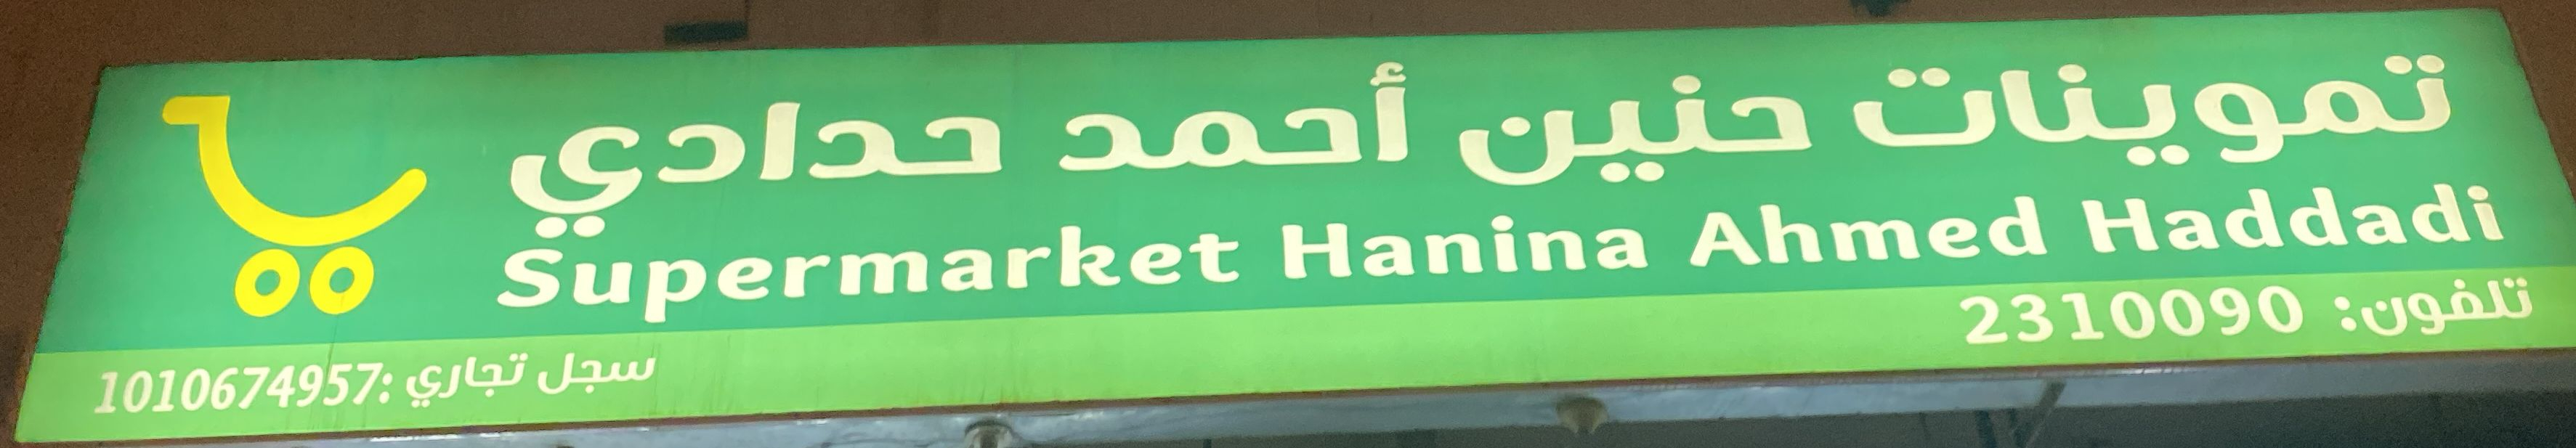 تموينات حنين أحمد حدادي
Supermarket Hanina Ahmed Haddadi
تلفون: 2310090
سجل تجاري :1010674957